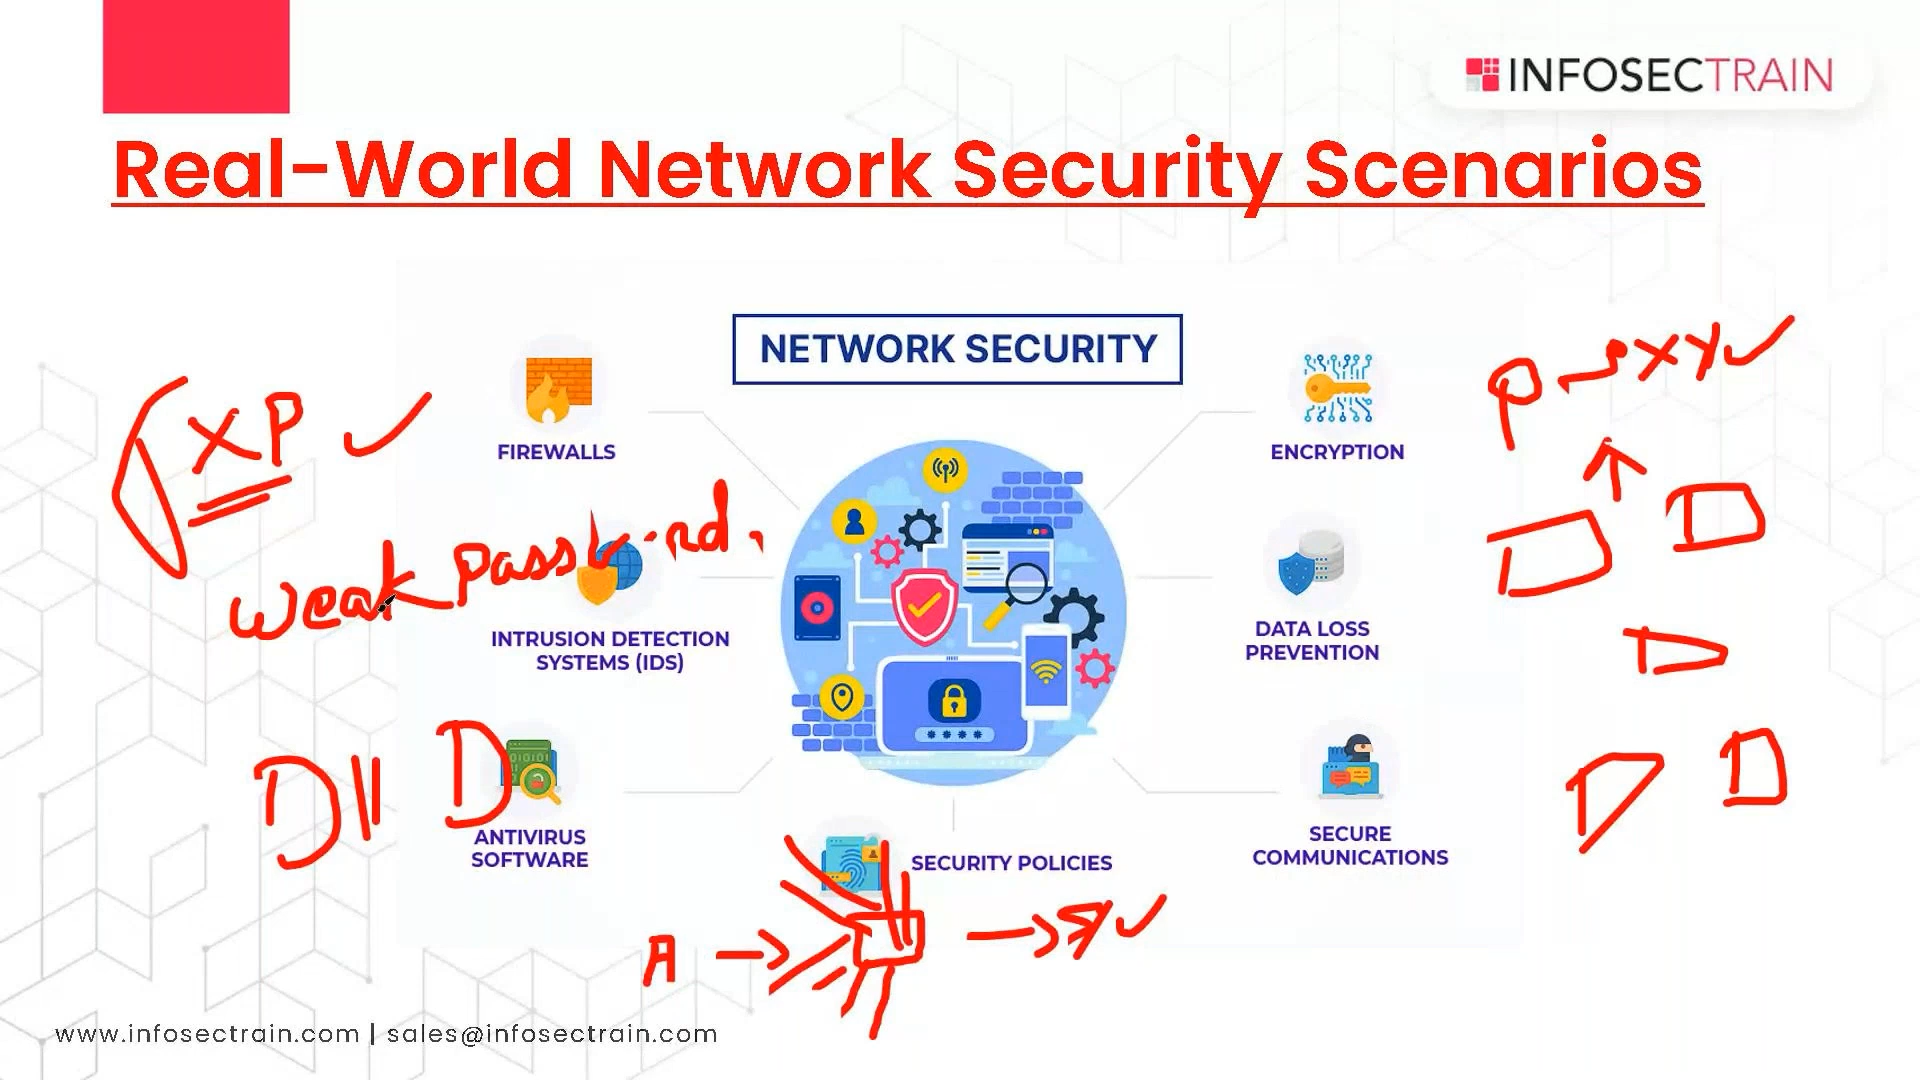 INFOSECTRAIN
Real-World Network Security Scenarios
NETWORK SECURITY
FIREWALLS
ENCRYPTION
proxy
XP
weak password.
INTRUSION DETECTION
SYSTEMS (IDS)
DATA LOSS
PREVENTION
ANTIVIRUS
SOFTWARE
SECURE
COMMUNICATIONS
SECURITY POLICIES
A
www.infosectrain.com | sales@infosectrain.com